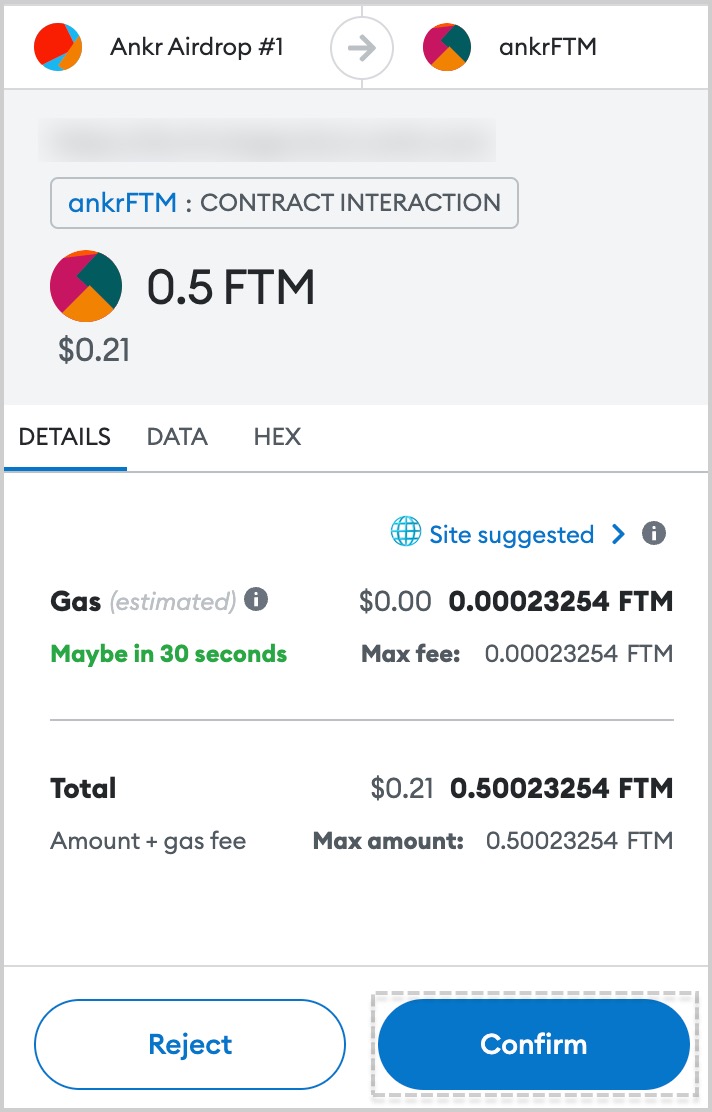 Ankr Airdrop #1 ankrFTM
ankrFTM : CONTRACT INTERACTION
0.5 FTM
$0.21
DETAILS DATA HEX
Site suggested
Gas (estimated) $0.00 0.00023254 FTM
Maybe in 30 seconds Max fee: 0.00023254 FTM
Total $0.21 0.50023254 FTM
Amount + gas fee Max amount: 0.50023254 FTM
Reject Confirm